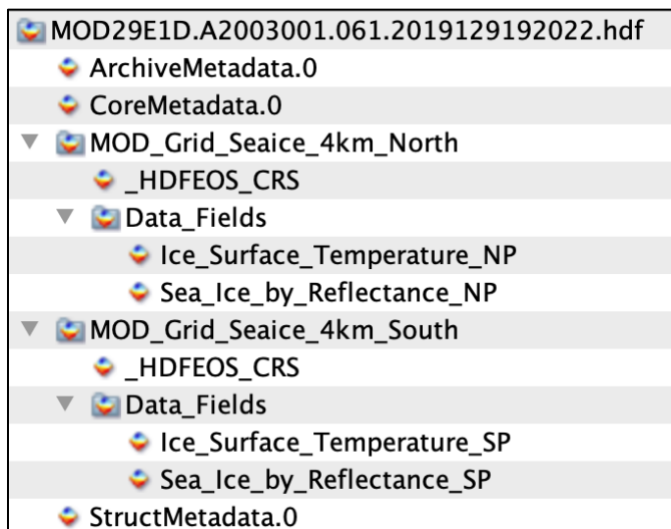 MOD29E1D.A2003001.061.2019129192022.hdf
ArchiveMetadata.0
CoreMetadata.0
MOD_Grid_Seaice_4km_North
_HDFEOS_CRS
Data_Fields
Ice_Surface_Temperature_NP
Sea_Ice_by_Reflectance_NP
MOD_Grid_Seaice_4km_South
_HDFEOS_CRS
Data_Fields
Ice_Surface_Temperature_SP
Sea_Ice_by_Reflectance_SP
StructMetadata.0